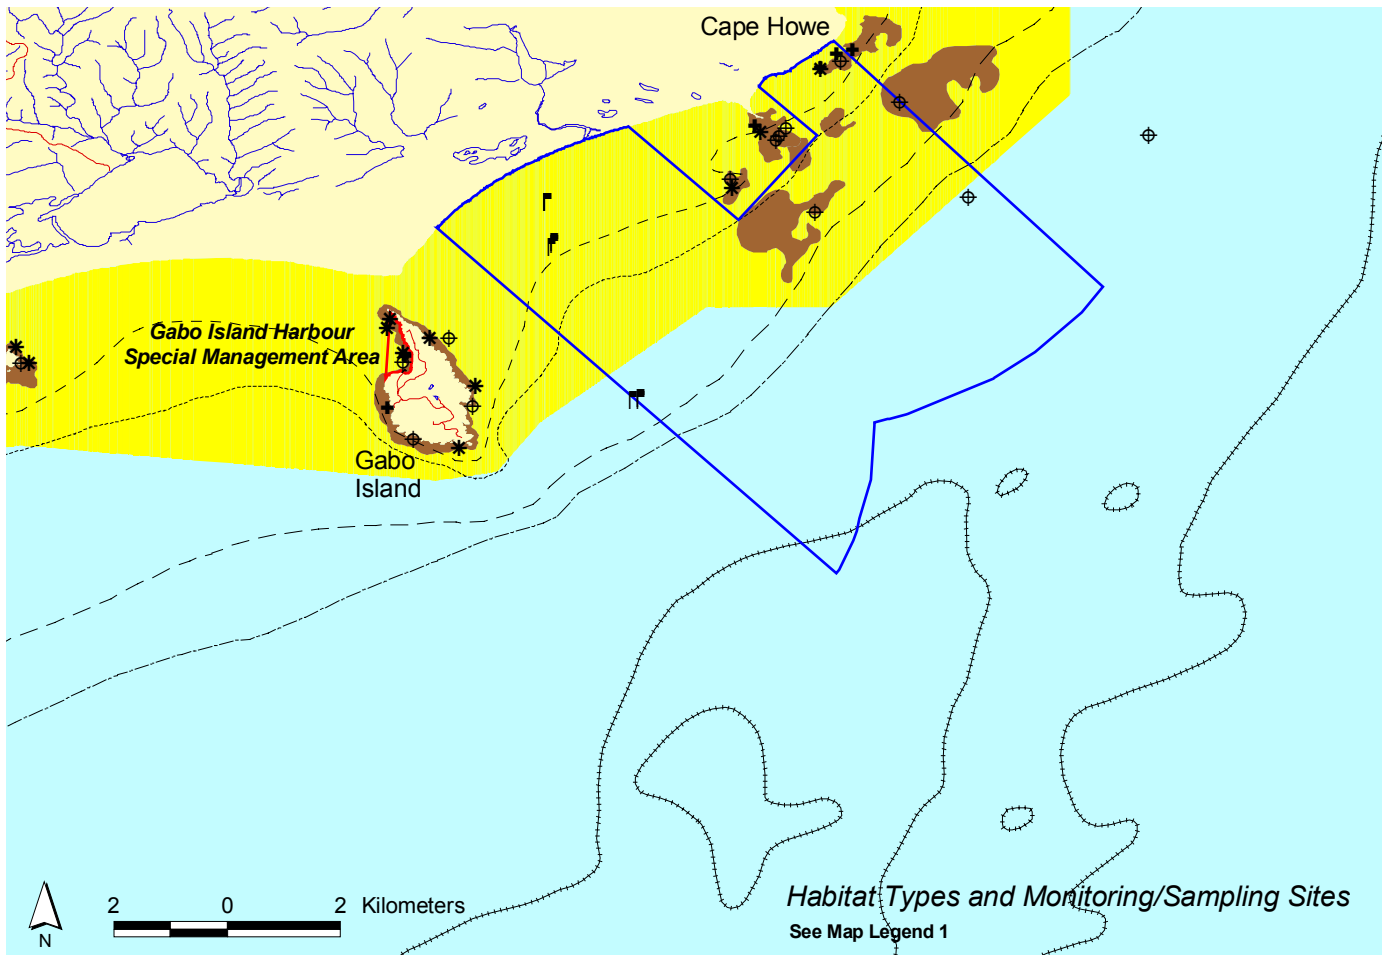 Cape Howe
Gabo Island Harbour
Special Management Area
Gabo
Island
N
2 0 2 Kilometers
Habitat Types and Monitoring/Sampling Sites
See Map Legend 1